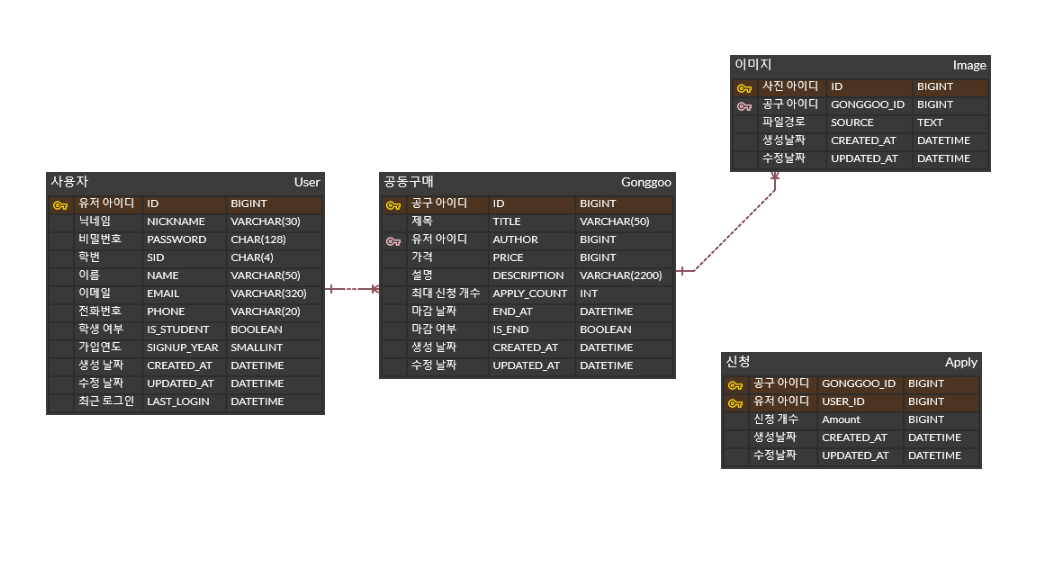 사용자 User
유저 아이디 ID BIGINT
닉네임 NICKNAME VARCHAR(30)
비밀번호 PASSWORD CHAR(128)
학번 SID CHAR(4)
이름 NAME VARCHAR(50)
이메일 EMAIL VARCHAR(320)
전화번호 PHONE VARCHAR(20)
학생 여부 IS_STUDENT BOOLEAN
가입연도 SIGNUP_YEAR SMALLINT
생성 날짜 CREATED_AT DATETIME
수정 날짜 UPDATED_AT DATETIME
최근 로그인 LAST_LOGIN DATETIME
공동구매 Gonggoo
공구 아이디 ID BIGINT
제목 TITLE VARCHAR(50)
유저 아이디 AUTHOR BIGINT
가격 PRICE BIGINT
설명 DESCRIPTION VARCHAR(2200)
최대 신청 개수 APPLY_COUNT INT
마감 날짜 END_AT DATETIME
마감 여부 IS_END BOOLEAN
생성 날짜 CREATED_AT DATETIME
수정 날짜 UPDATED_AT DATETIME
이미지 Image
사진 아이디 ID BIGINT
공구 아이디 GONGGOO_ID BIGINT
파일경로 SOURCE TEXT
생성날짜 CREATED_AT DATETIME
수정날짜 UPDATED_AT DATETIME
신청 Apply
공구 아이디 GONGGOO_ID BIGINT
유저 아이디 USER_ID BIGINT
신청 개수 Amount BIGINT
생성날짜 CREATED_AT DATETIME
수정날짜 UPDATED_AT DATETIME